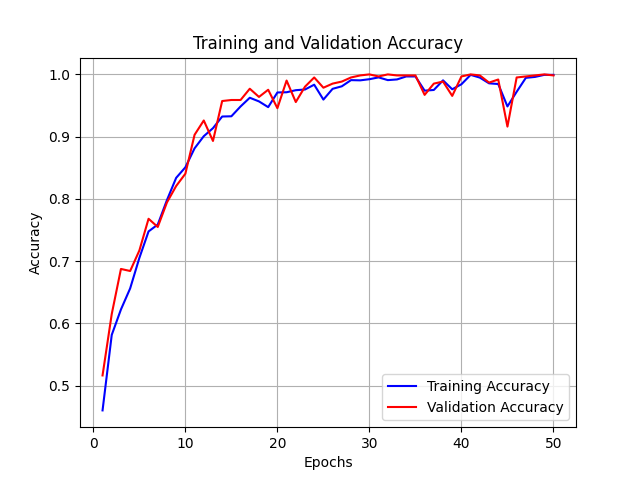 Training and Validation Accuracy
1.0
0.9
0.8
0.7
0.6
0.5
Accuracy
0 10 20 30 40 50
Epochs
Training Accuracy
Validation Accuracy